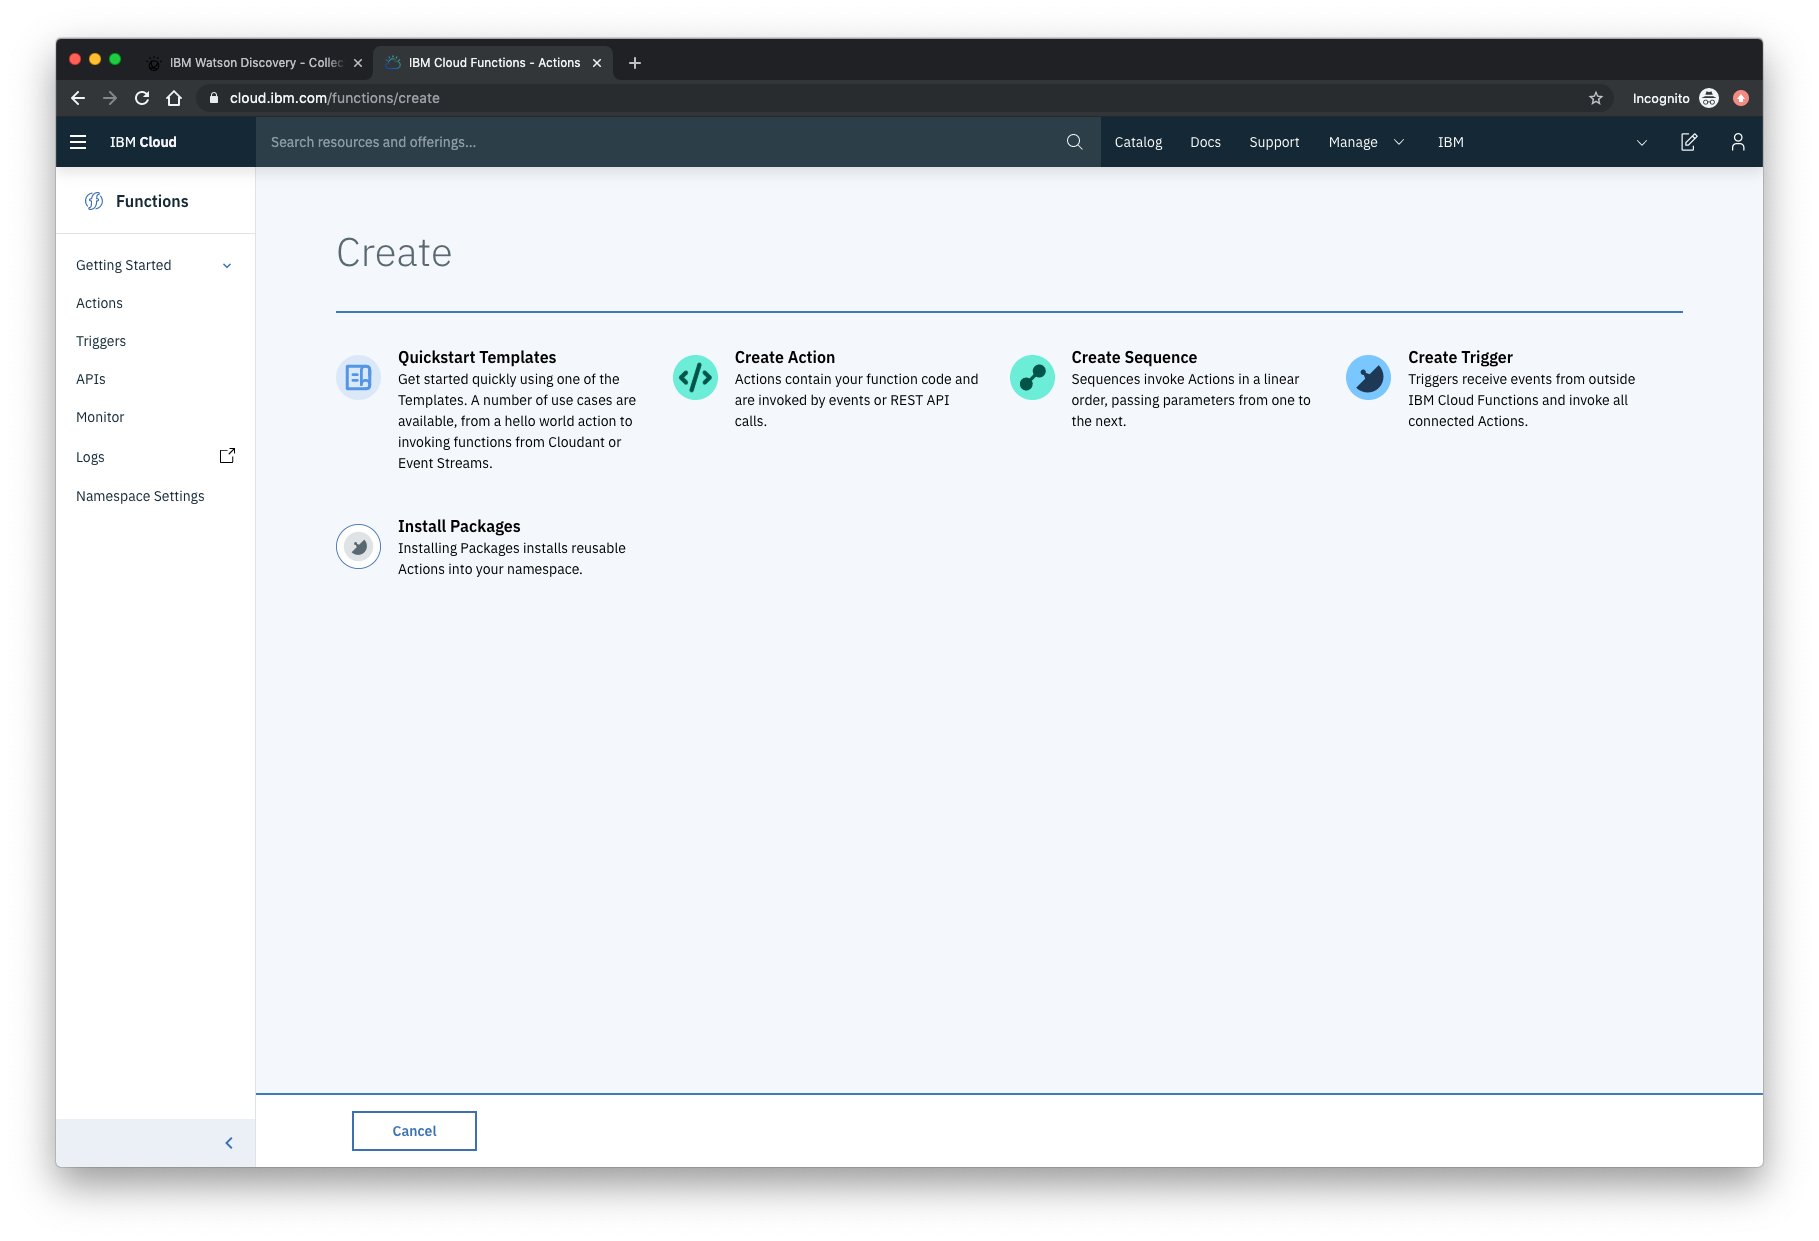 IBM Watson Discovery - Collec
IBM Cloud Functions - Actions
cloud.ibm.com/functions/create
Incognito
IBM Cloud
Search resources and offerings...
Catalog
Docs
Support
Manage
IBM
Functions
Getting Started
Actions
Triggers
APIs
Monitor
Logs
Namespace Settings
Create
Quickstart Templates
Get started quickly using one of the
Templates. A number of use cases are
available, from a hello world action to
invoking functions from Cloudant or
Event Streams.
Create Action
Actions contain your function code and
are invoked by events or REST API
calls.
Create Sequence
Sequences invoke Actions in a linear
order, passing parameters from one to
the next.
Create Trigger
Triggers receive events from outside
IBM Cloud Functions and invoke all
connected Actions.
Install Packages
Installing Packages installs reusable
Actions into your namespace.
Cancel